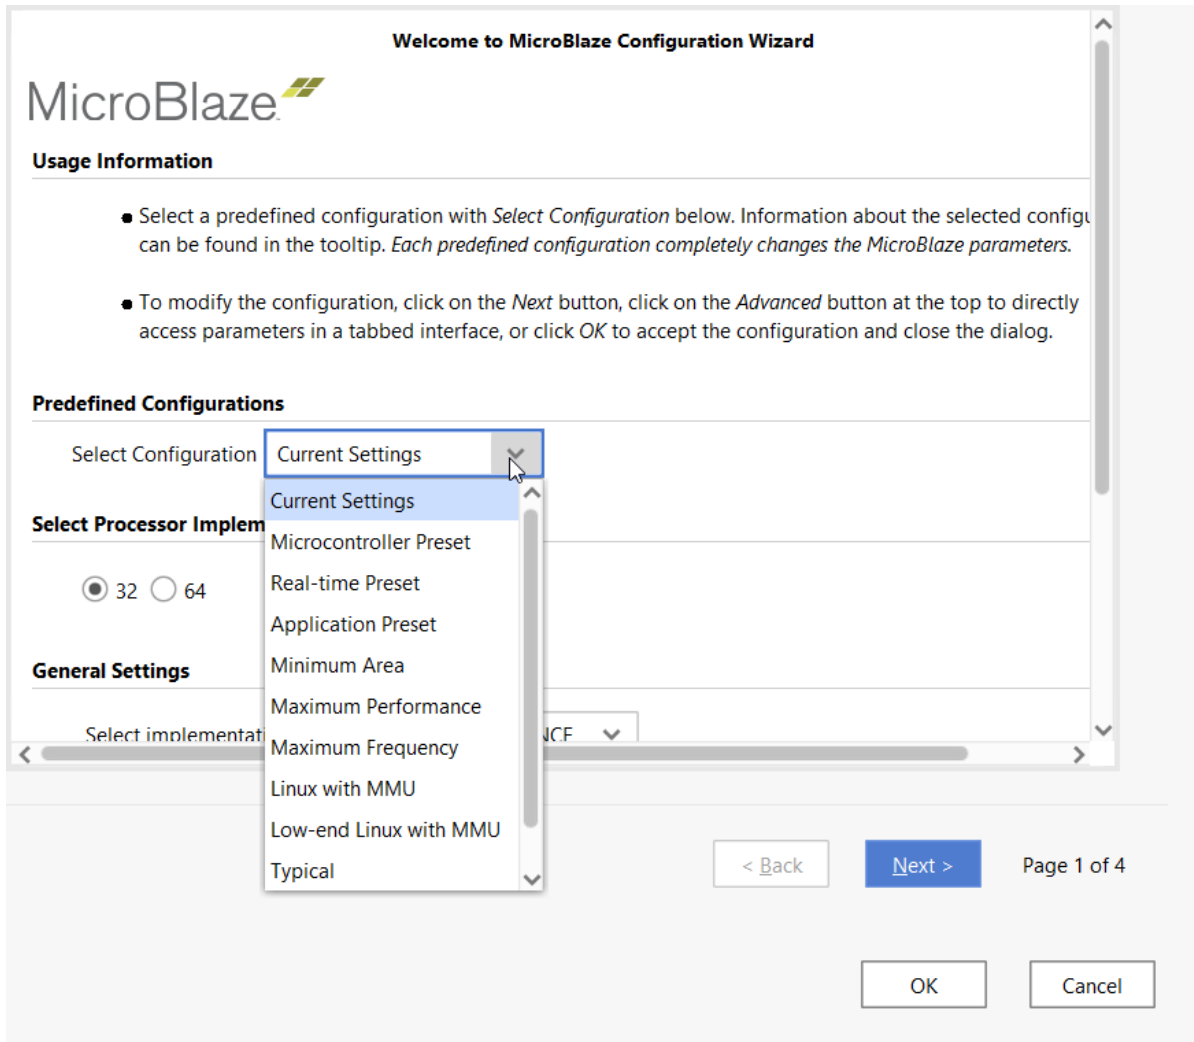 Welcome to MicroBlaze Configuration Wizard
MicroBlaze
Usage Information
Select a predefined configuration with Select Configuration below. Information about the selected configu
can be found in the tooltip. Each predefined configuration completely changes the MicroBlaze parameters.
To modify the configuration, click on the Next button, click on the Advanced button at the top to directly
access parameters in a tabbed interface, or click OK to accept the configuration and close the dialog.
Predefined Configurations
Select Configuration Current Settings
Current Settings
Select Processor Implem
Microcontroller Preset
Real-time Preset
32 64
Application Preset
Minimum Area
General Settings
Maximum Performance
Select implementati NCE
Maximum Frequency
Linux with MMU
Low-end Linux with MMU
Typical
< Back Next > Page 1 of 4
OK Cancel